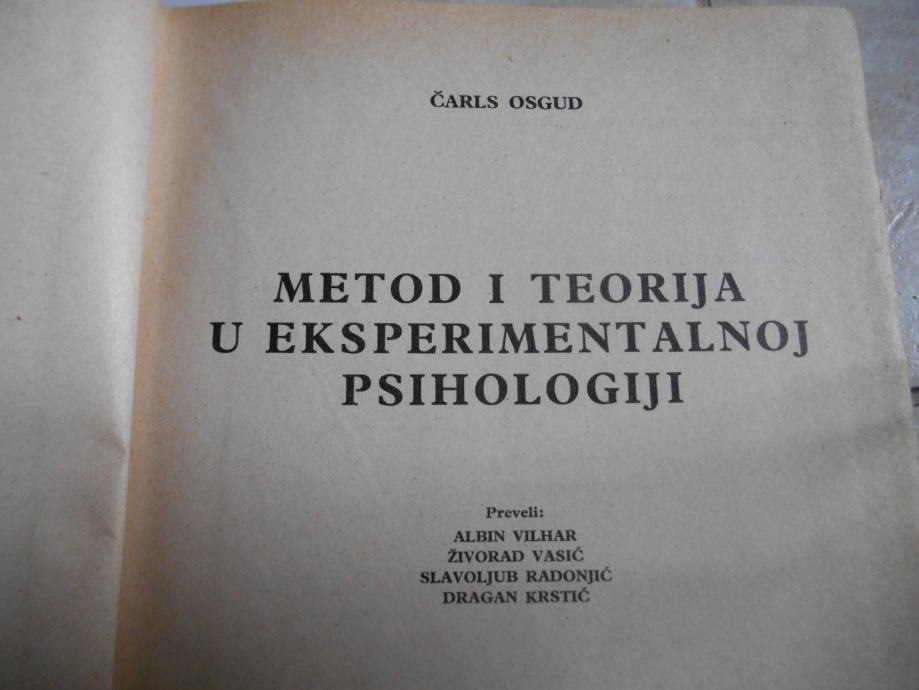 ČARLS OSGUD
METOD I TEORIJA
U EKSPERIMENTALNOJ
PSIHOLOGIJI
Preveli:
ALBIN VILHAR
ŽIVORAD VASIĆ
SLAVOLJUB RADONJIĆ
DRAGAN KRSTIĆ